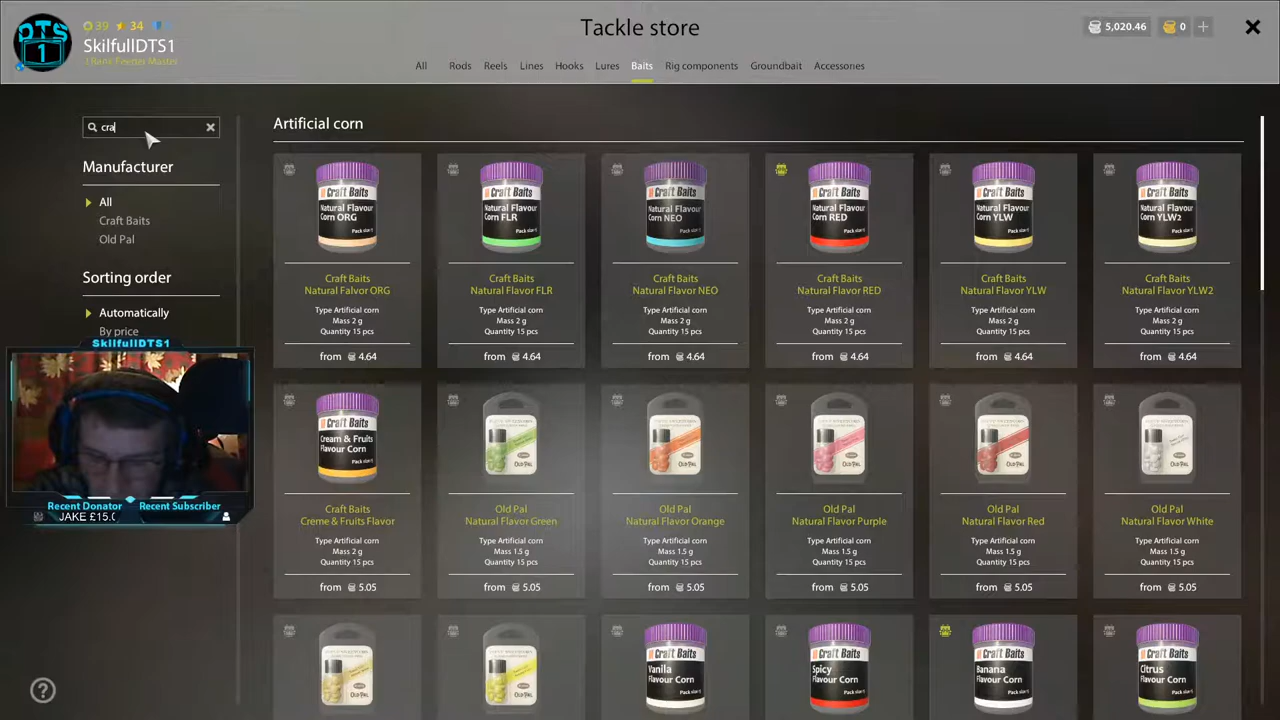 DTS
1
39 34
SkilfullDTS1
Tackle store
5,020.46
0
All Rods Reels Lines Hooks Lures Baits Rig components Groundbait Accessories
cra
Manufacturer
All
Craft Baits
Old Pal
Sorting order
Automatically
By price
SkilfullDTS1
Recent Donator
Recent Subscriber
JAKE £15.0
Artificial corn
Craft Baits
Natural Flavour
Corn ORG
Craft Baits
Natural Falvor ORG
Type Artificial corn
Mass 2 g
Quantity 15 pcs
from 4.64
Craft Baits
Natural Flavour
Corn FLR
Craft Baits
Natural Flavor FLR
Type Artificial corn
Mass 2 g
Quantity 15 pcs
from 4.64
Craft Baits
Natural Flavour
Corn NEO
Craft Baits
Natural Flavor NEO
Type Artificial corn
Mass 2 g
Quantity 15 pcs
from 4.64
Craft Baits
Natural Flavour
Corn RED
Craft Baits
Natural Flavor RED
Type Artificial corn
Mass 2 g
Quantity 15 pcs
from 4.64
Craft Baits
Natural Flavour
Corn YLW
Craft Baits
Natural Flavor YLW
Type Artificial corn
Mass 2 g
Quantity 15 pcs
from 4.64
Craft Baits
Natural Flavour
Corn YLW2
Craft Baits
Natural Flavor YLW2
Type Artificial corn
Mass 2 g
Quantity 15 pcs
from 4.64
Craft Baits
Cream & Fruits
Flavour Corn
Craft Baits
Creme & Fruits Flavor
Type Artificial corn
Mass 2 g
Quantity 15 pcs
from 5.05
OLD PAL
Old Pal
Natural Flavor Green
Type Artificial corn
Mass 1.5 g
Quantity 15 pcs
from 5.05
OLD PAL
Old Pal
Natural Flavor Orange
Type Artificial corn
Mass 1.5 g
Quantity 15 pcs
from 5.05
OLD PAL
Old Pal
Natural Flavor Purple
Type Artificial corn
Mass 1.5 g
Quantity 15 pcs
from 5.05
OLD PAL
Old Pal
Natural Flavor Red
Type Artificial corn
Mass 1.5 g
Quantity 15 pcs
from 5.05
OLD PAL
Old Pal
Natural Flavor White
Type Artificial corn
Mass 1.5 g
Quantity 15 pcs
from 5.05
OLD PAL
OLD PAL
Craft Baits
Vanila
Flavour Corn
Craft Baits
Spicy
Flavour Corn
Craft Baits
Banana
Flavour Corn
Craft Baits
Citrus
Flavour Corn